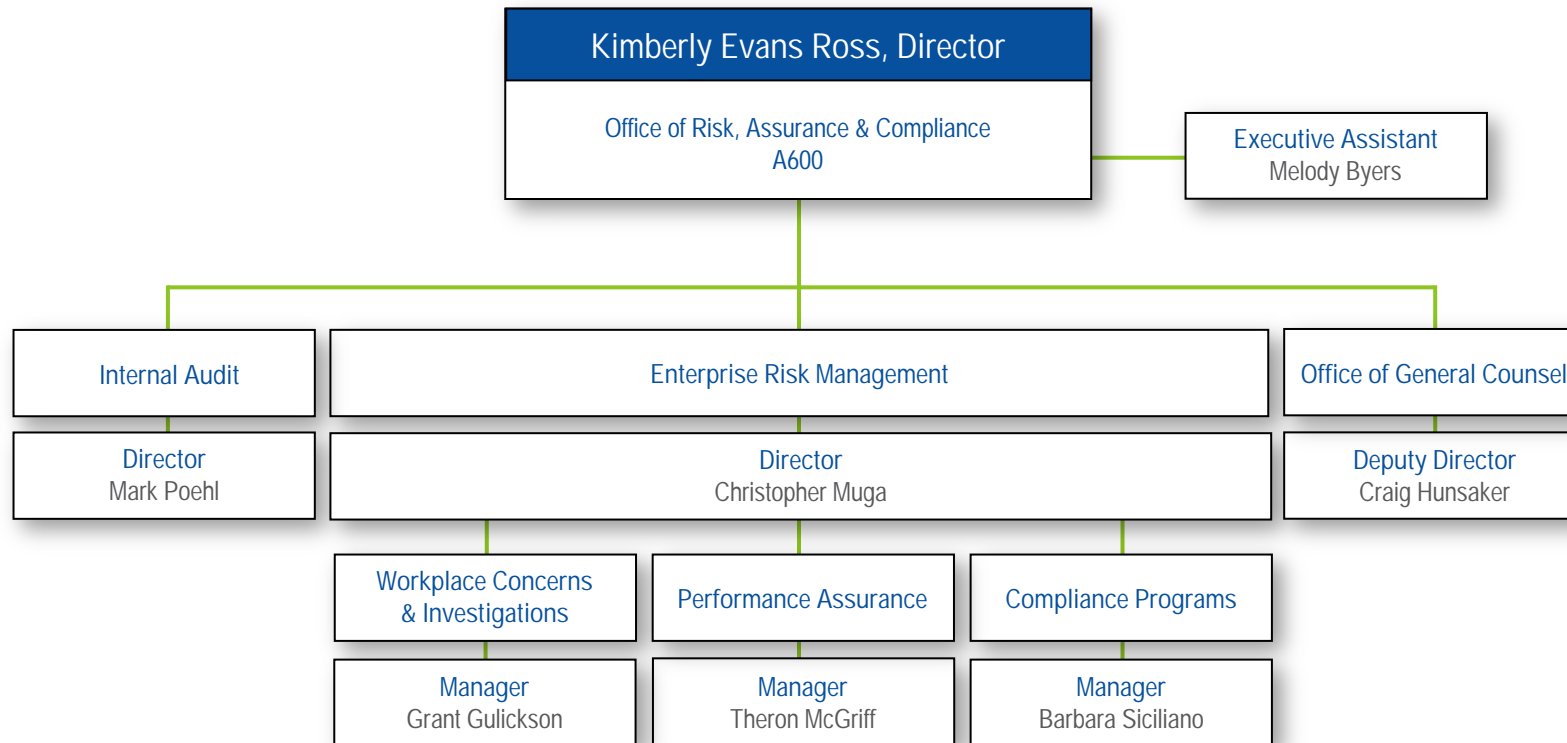 Kimberly Evans Ross, Director
Office of Risk, Assurance & Compliance
A600
Executive Assistant
Melody Byers
Internal Audit
Enterprise Risk Management
Office of General Counsel
Director
Mark Poehl
Director
Christopher Muga
Deputy Director
Craig Hunsaker
Workplace Concerns
& Investigations
Performance Assurance
Compliance Programs
Manager
Grant Gulickson
Manager
Theron McGriff
Manager
Barbara Siciliano